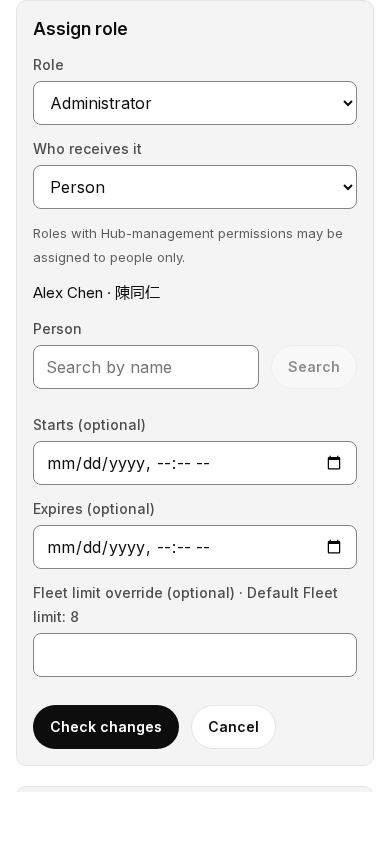 Assign role
Role
Administrator
Who receives it
Person
Roles with Hub-management permissions may be
assigned to people only.
Alex Chen · 陳同仁
Person
Search by name
Search
Starts (optional)
mm/dd/yyyy, --:-- --
Expires (optional)
mm/dd/yyyy, --:-- --
Fleet limit override (optional) · Default Fleet
limit: 8
Check changes
Cancel